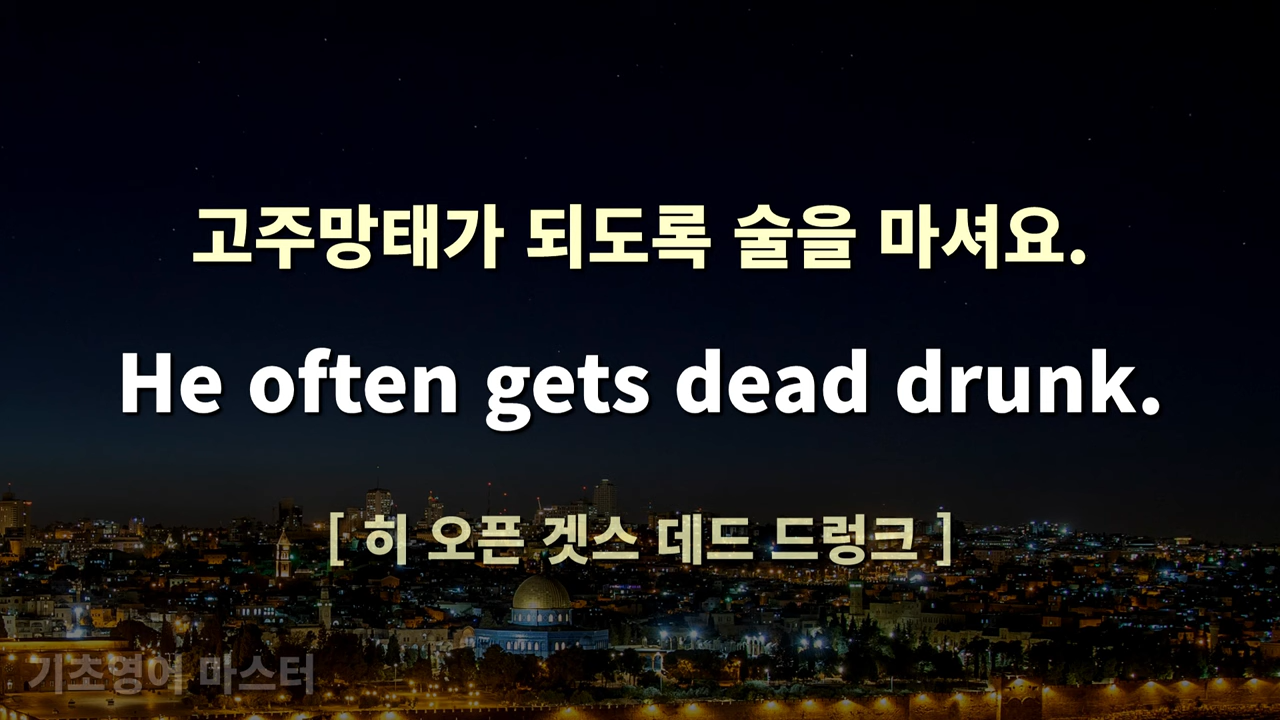 고주망태가 되도록 술을 마셔요.
He often gets dead drunk.
[ 히 오픈 겟스 데드 드렁크 ]
기초영어 마스터